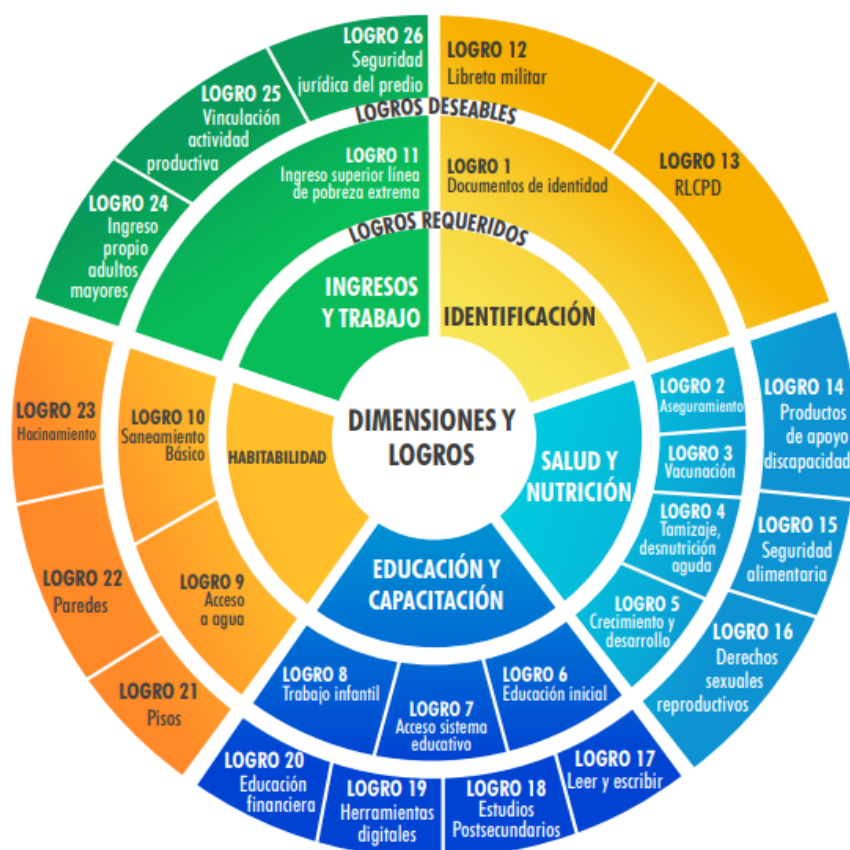 DIMENSIONES Y
LOGROS
LOGROS REQUERIDOS
LOGROS DESEABLES
IDENTIFICACIÓN
LOGRO 1
Documentos de identidad
LOGRO 12
Libreta militar
LOGRO 13
RLCPD
SALUD Y
NUTRICIÓN
LOGRO 2
Aseguramiento
LOGRO 3
Vacunación
LOGRO 4
Tamizaje,
desnutrición
aguda
LOGRO 5
Crecimiento y
desarrollo
LOGRO 14
Productos
de apoyo
discapacidad
LOGRO 15
Seguridad
alimentaria
LOGRO 16
Derechos
sexuales
reproductivos
EDUCACIÓN Y
CAPACITACIÓN
LOGRO 6
Educación inicial
LOGRO 7
Acceso sistema
educativo
LOGRO 8
Trabajo infantil
LOGRO 17
Leer y escribir
LOGRO 18
Estudios
Postsecundarios
LOGRO 19
Herramientas
digitales
LOGRO 20
Educación
financiera
HABITABILIDAD
LOGRO 9
Acceso
a agua
LOGRO 10
Saneamiento
Básico
LOGRO 21
Pisos
LOGRO 22
Paredes
LOGRO 23
Hacinamiento
INGRESOS
Y TRABAJO
LOGRO 11
Ingreso superior línea
de pobreza extrema
LOGRO 24
Ingreso
propio
adultos
mayores
LOGRO 25
Vinculación
actividad
productiva
LOGRO 26
Seguridad
jurídica del predio